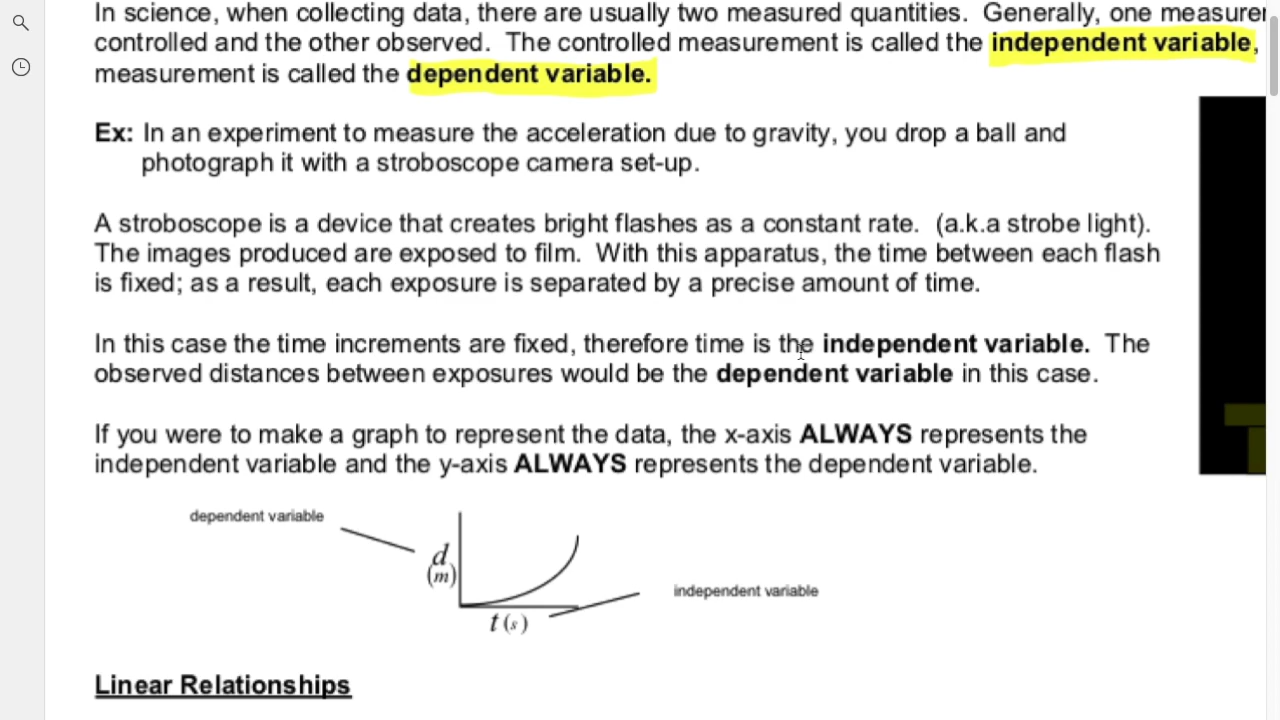 In science, when collecting data, there are usually two measured quantities. Generally, one
controlled and the other observed. The controlled measurement is called the independent variable,
measurement is called the dependent variable.
Ex: In an experiment to measure the acceleration due to gravity, you drop a ball and
photograph it with a stroboscope camera set-up.
A stroboscope is a device that creates bright flashes as a constant rate. (a.k.a strobe light).
The images produced are exposed to film. With this apparatus, the time between each flash
is fixed; as a result, each exposure is separated by a precise amount of time.
In this case the time increments are fixed, therefore time is the independent variable. The
observed distances between exposures would be the dependent variable in this case.
If you were to make a graph to represent the data, the x-axis ALWAYS represents the
independent variable and the y-axis ALWAYS represents the dependent variable.
dependent variable
d
(m)
independent variable
t (s)
Linear Relationships